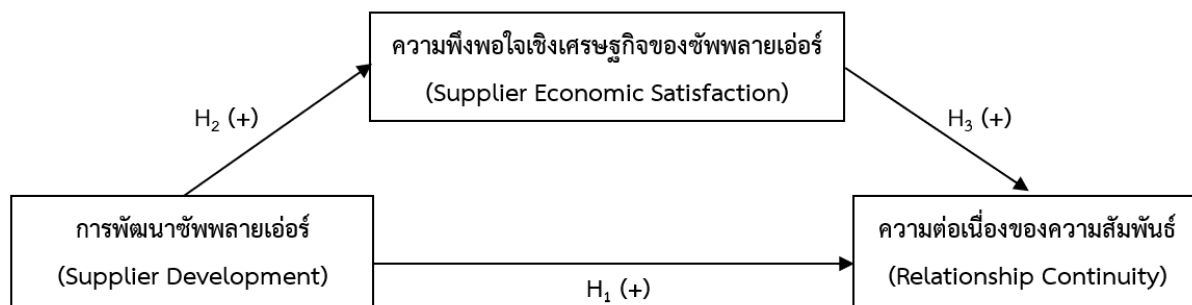 ความพึงพอใจเชิงเศรษฐกิจของซัพพลายเอ่อร์
(Supplier Economic Satisfaction)
H₂ (+)
H₃ (+)
การพัฒนาซัพพลายเอ่อร์
(Supplier Development)
ความต่อเนื่องของความสัมพันธ์
(Relationship Continuity)
H₁ (+)